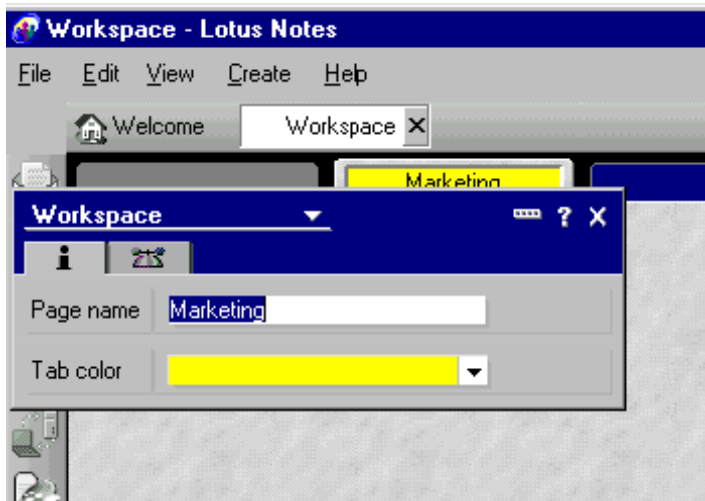 Workspace - Lotus Notes
File Edit View Create Help
Welcome Workspace
Marketing
Workspace ?
i
Page name Marketing
Tab color